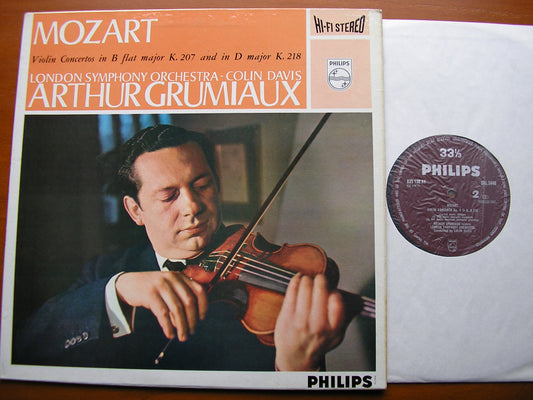 MOZART
HI-FI STEREO
Violin Concertos in B flat major K.207 and in D major K.218
PHILIPS
LONDON SYMPHONY ORCHESTRA · COLIN DAVIS
ARTHUR GRUMIAUX
PHILIPS
33⅓
PHILIPS
2
MOZART